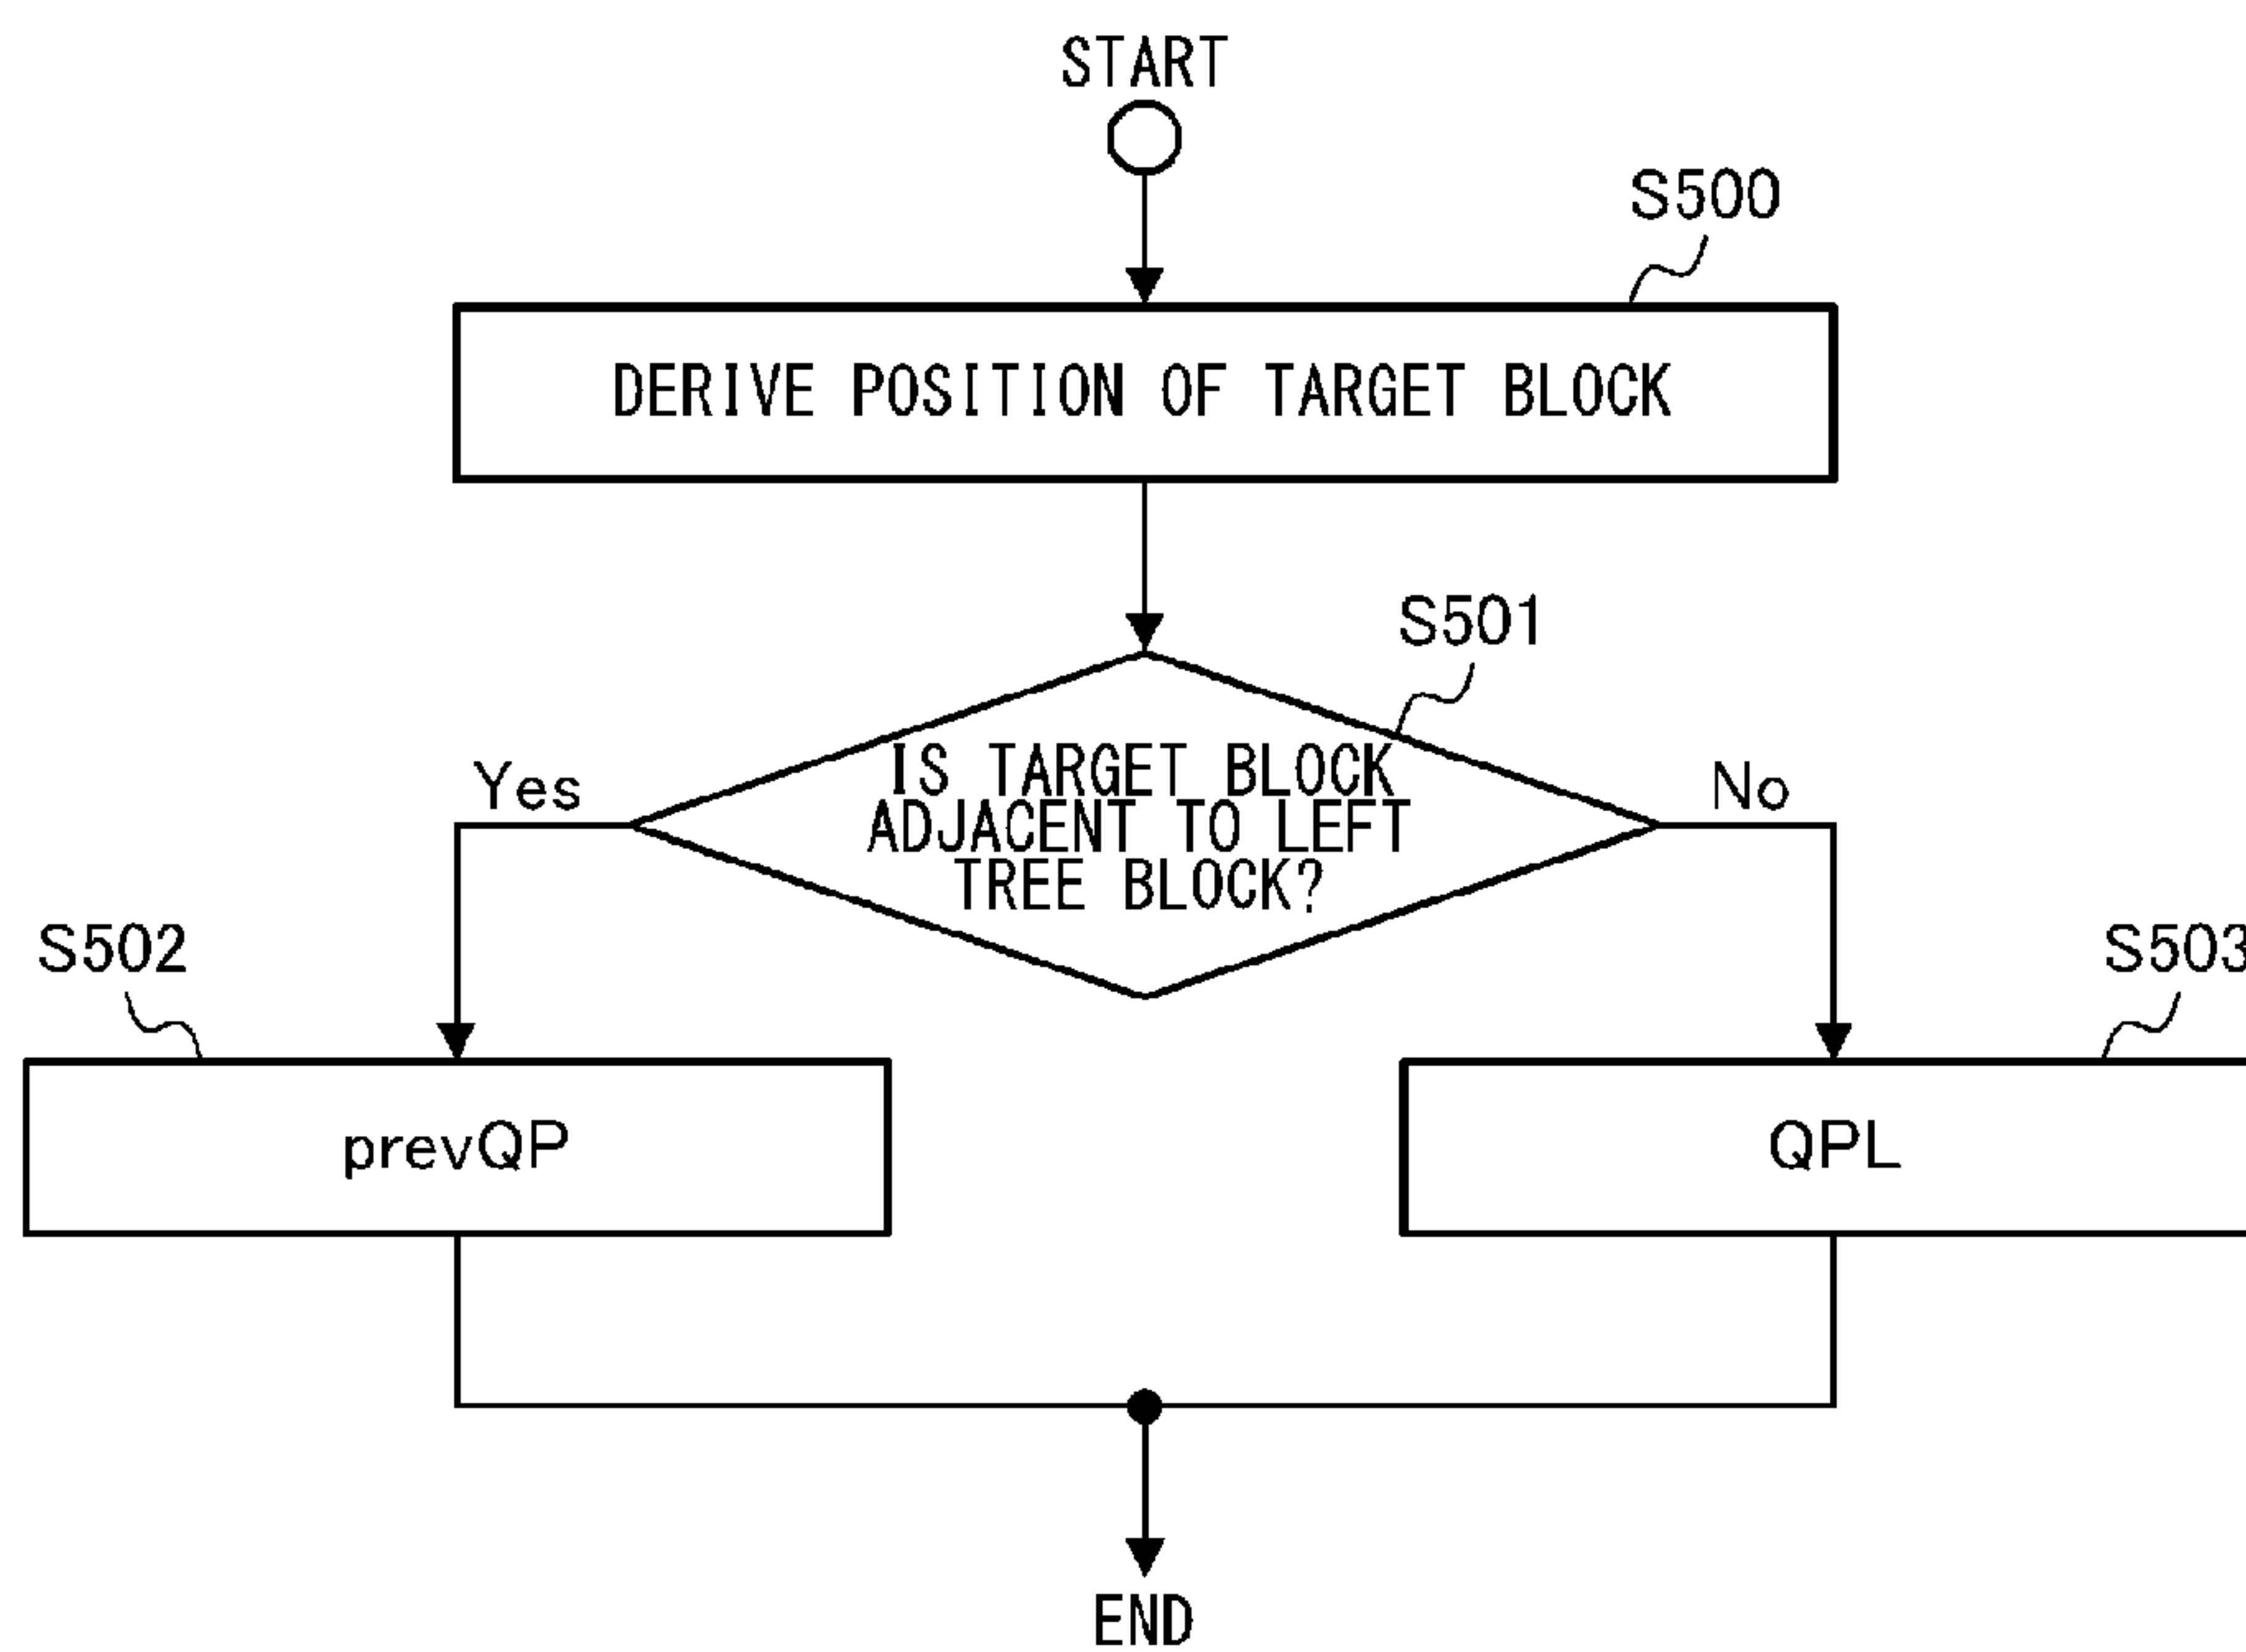 START
S500
DERIVE POSITION OF TARGET BLOCK
S501
IS TARGET BLOCK
ADJACENT TO LEFT
TREE BLOCK?
Yes
No
S502
S503
prevQP
QPL
END